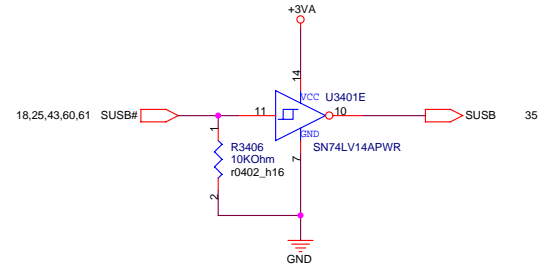 +3VA
14
VCC U3401E
18,25,43,60,61 SUSB# 11 10 SUSB 35
GND
1 R3406 7 SN74LV14APWR
10KOhm
r0402_h16
2
GND